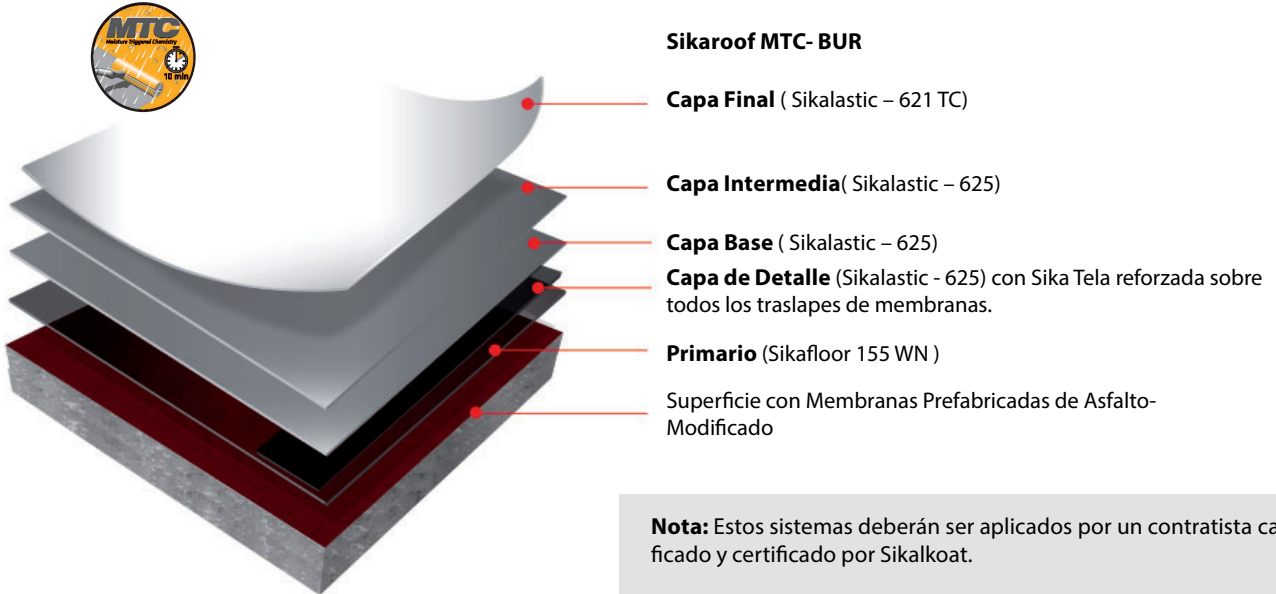 MTC
Moisture Triggered Chemistry
10 min
Sikaroof MTC- BUR
Capa Final ( Sikalastic – 621 TC)
Capa Intermedia( Sikalastic – 625)
Capa Base ( Sikalastic – 625)
Capa de Detalle (Sikalastic - 625) con Sika Tela reforzada sobre
todos los traslapes de membranas.
Primario (Sikafloor 155 WN )
Superficie con Membranas Prefabricadas de Asfalto-
Modificado
Nota: Estos sistemas deberán ser aplicados por un contratista ca
ficado y certificado por Sikalkoat.